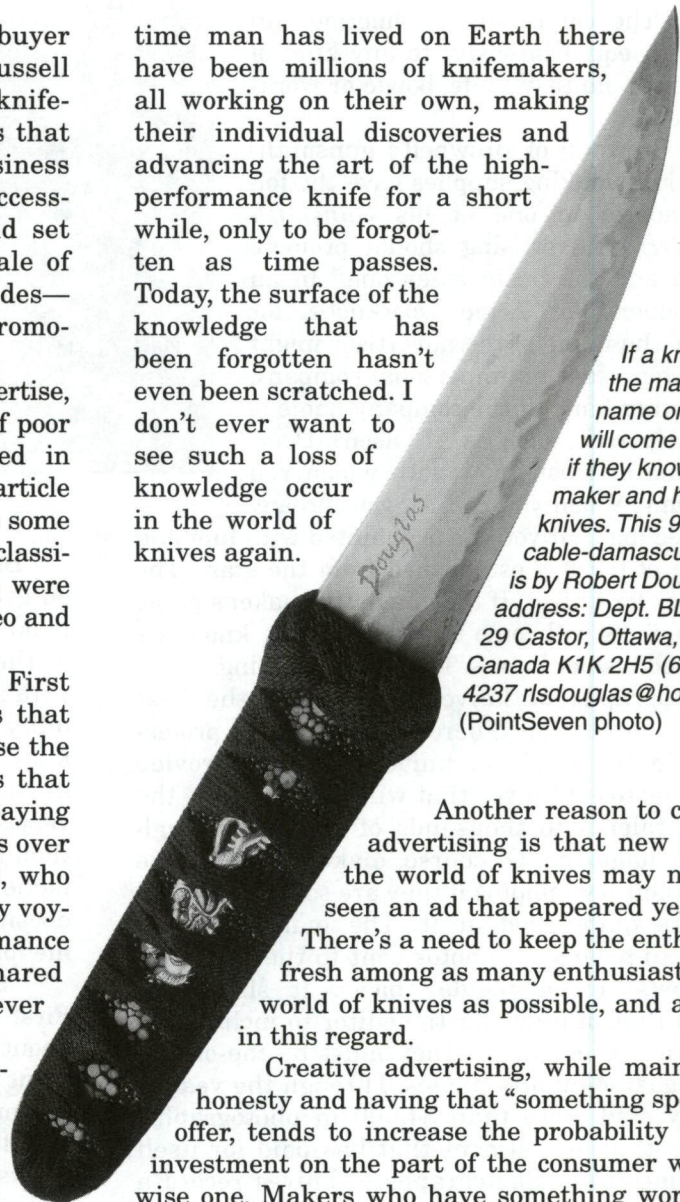 buyer
ussell
knife-
s that
siness
ccess-
d set
ale of
des—
romo-
ertise,
f poor
ed in
article
some
classi-
were
eo and
First
s that
se the
s that
aying
s over
, who
y voy-
mance
hared
ever
-
time man has lived on Earth there
have been millions of knifemakers,
all working on their own, making
their individual discoveries and
advancing the art of the high-
performance knife for a short
while, only to be forgot-
ten as time passes.
Today, the surface of the
knowledge that has
been forgotten hasn't
even been scratched. I
don't ever want to
see such a loss of
knowledge occur
in the world of
knives again.
Douglas
If a kn
the ma
name or
will come
if they know
maker and h
knives. This 9
cable-damascu
is by Robert Dou
address: Dept. BL
29 Castor, Ottawa,
Canada K1K 2H5 (6
4237 rlsdouglas@ho
(PointSeven photo)
Another reason to c
advertising is that new
the world of knives may n
seen an ad that appeared ye
There's a need to keep the enth
fresh among as many enthusiast
world of knives as possible, and a
in this regard.
Creative advertising, while main
honesty and having that “something sp
offer, tends to increase the probability
investment on the part of the consumer w
wise one. Makers who have something wor